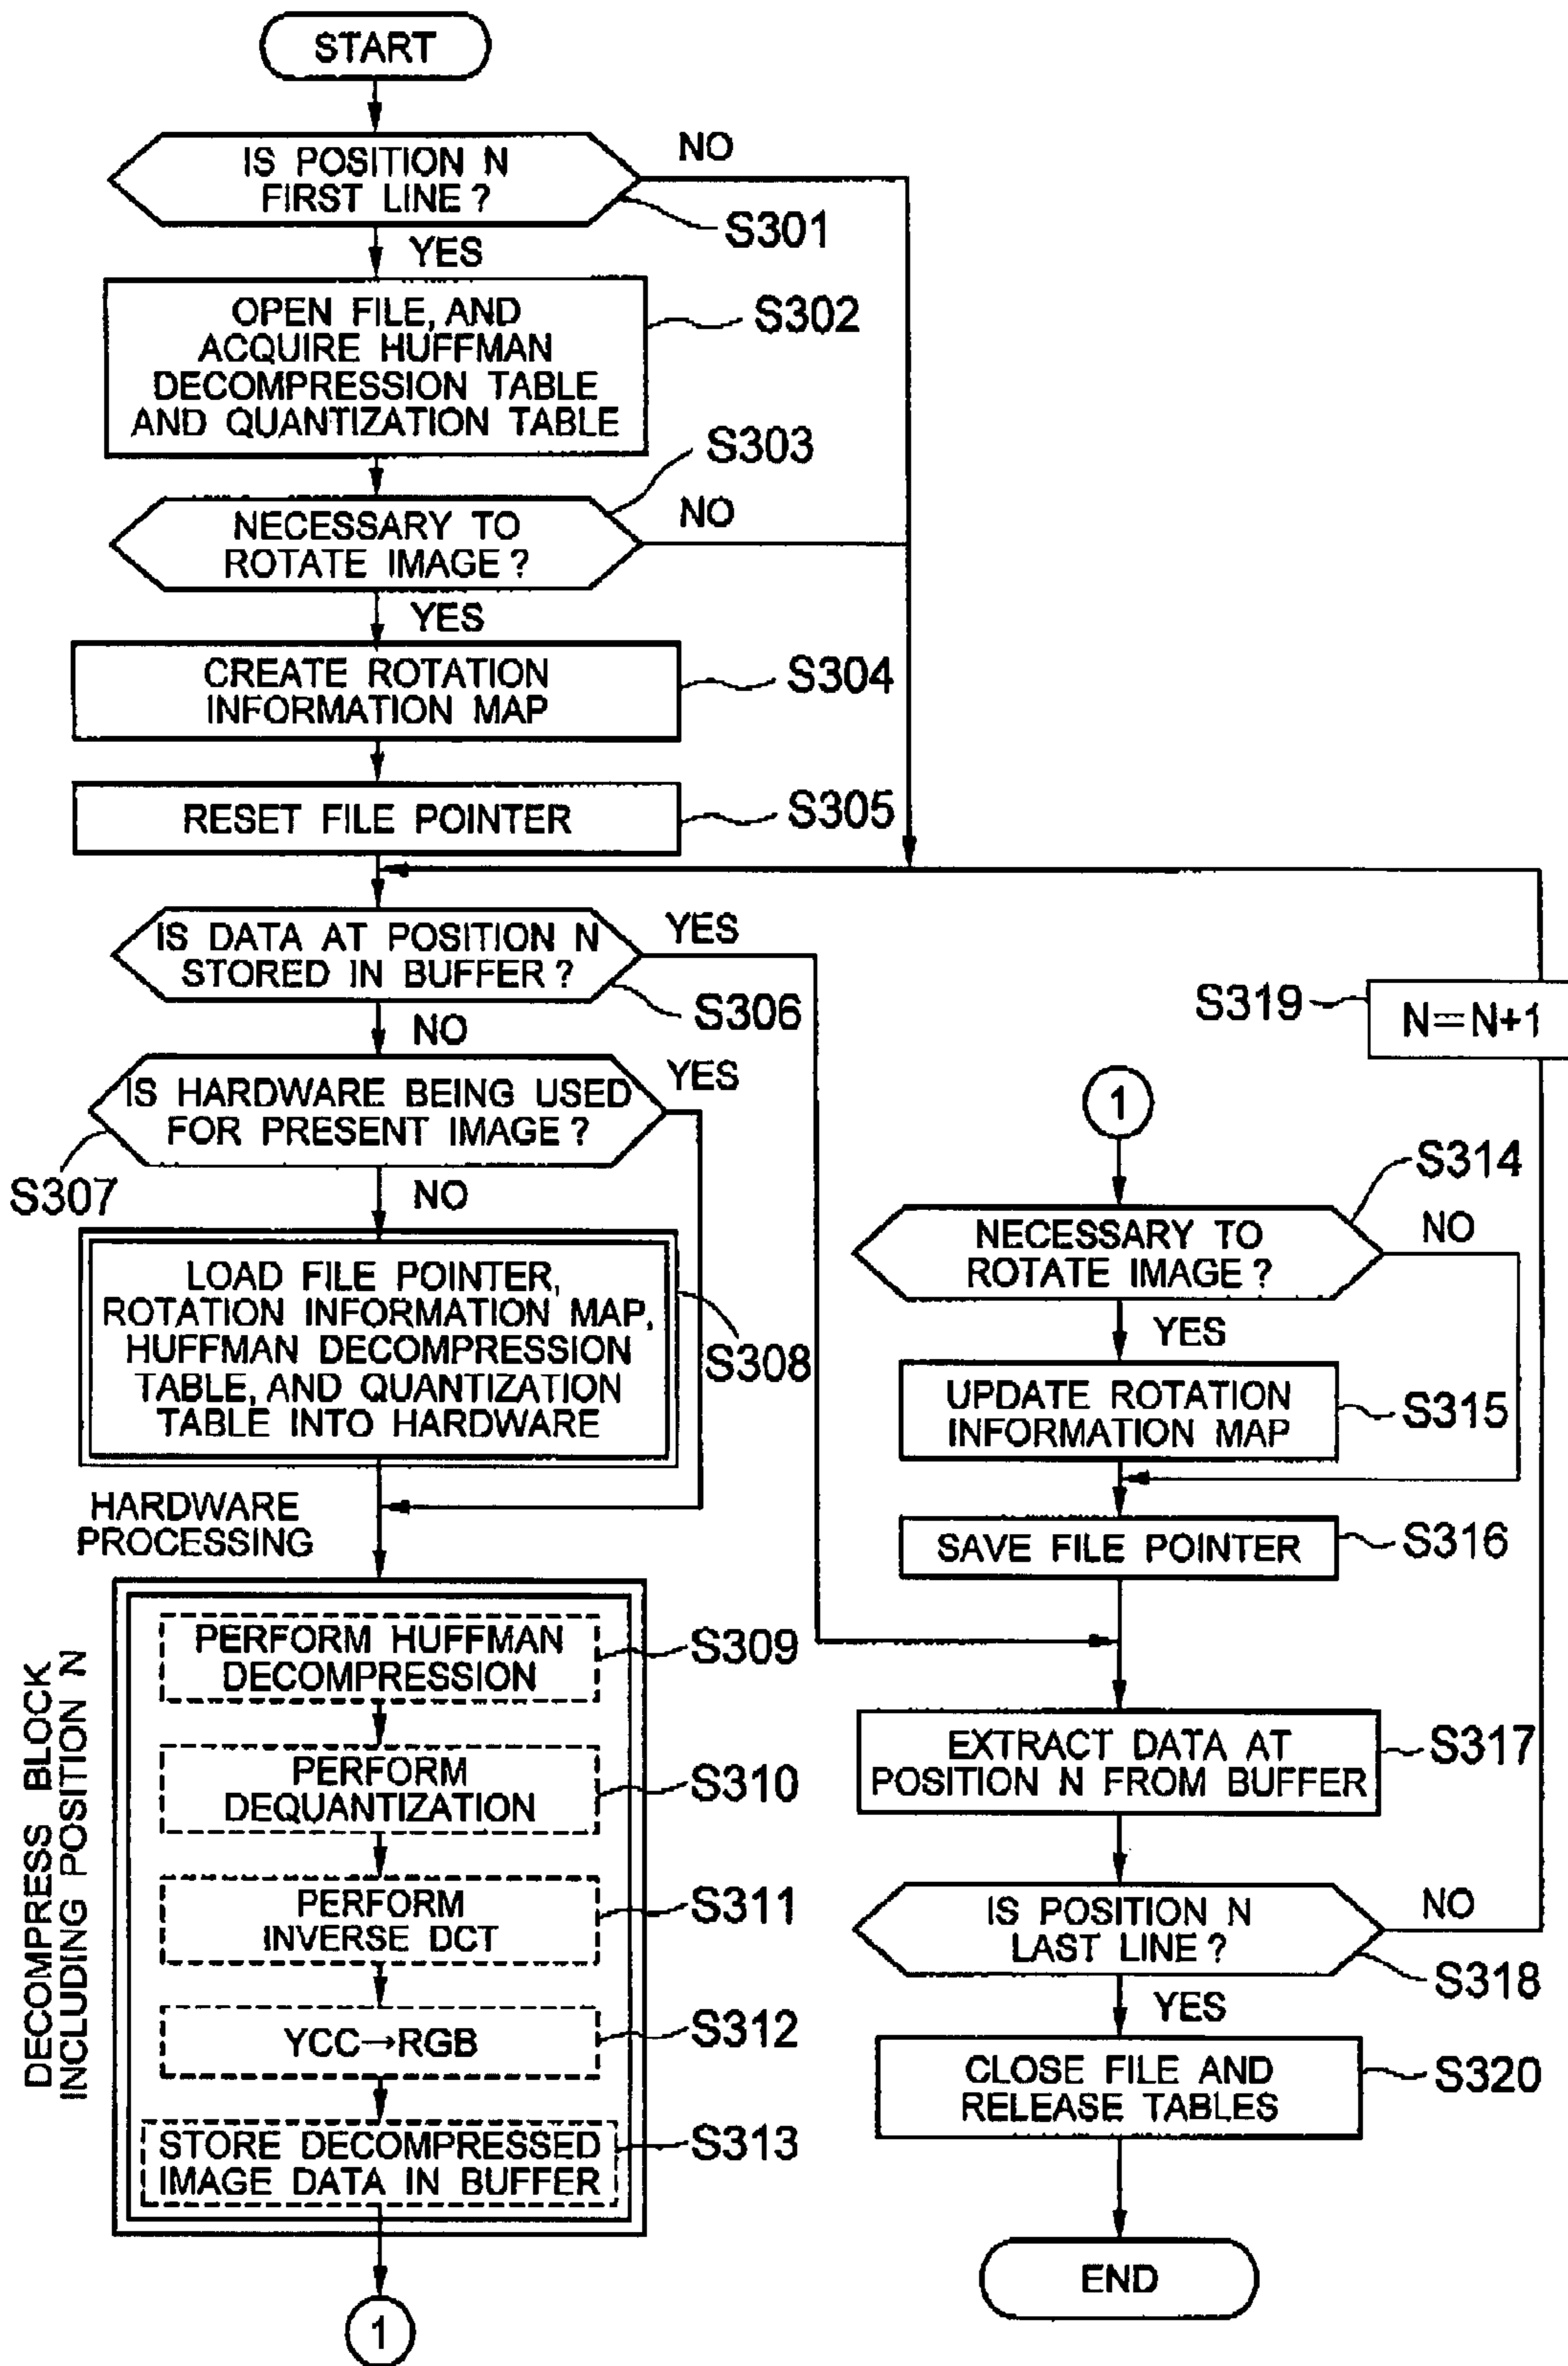 START
IS POSITION N
FIRST LINE?
NO
S301
YES
OPEN FILE, AND
ACQUIRE HUFFMAN
DECOMPRESSION TABLE
AND QUANTIZATION TABLE
S302
S303
NECESSARY TO
ROTATE IMAGE?
NO
YES
CREATE ROTATION
INFORMATION MAP
S304
RESET FILE POINTER
S305
IS DATA AT POSITION N
STORED IN BUFFER?
YES
S306
NO
IS HARDWARE BEING USED
FOR PRESENT IMAGE?
YES
S307
NO
LOAD FILE POINTER,
ROTATION INFORMATION MAP,
HUFFMAN DECOMPRESSION
TABLE, AND QUANTIZATION
TABLE INTO HARDWARE
S308
HARDWARE
PROCESSING
DECOMPRESS BLOCK
INCLUDING POSITION N
PERFORM HUFFMAN
DECOMPRESSION
S309
PERFORM
DEQUANTIZATION
S310
PERFORM
INVERSE DCT
S311
YCC→RGB
S312
STORE DECOMPRESSED
IMAGE DATA IN BUFFER
S313
1
S319
N=N+1
1
S314
NECESSARY TO
ROTATE IMAGE?
NO
YES
UPDATE ROTATION
INFORMATION MAP
S315
SAVE FILE POINTER
S316
EXTRACT DATA AT
POSITION N FROM BUFFER
S317
IS POSITION N
LAST LINE?
NO
S318
YES
CLOSE FILE AND
RELEASE TABLES
S320
END